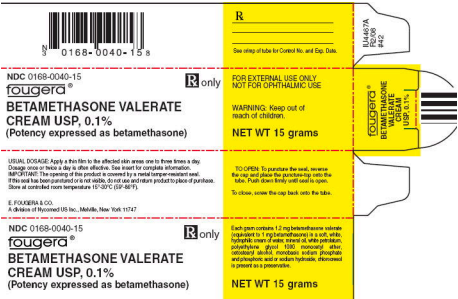 N
3 0168-0040-15 8
Rx
See crimp of tube for Control No. and Exp. Date.
IU4467A
R2/08
#42
NDC 0168-0040-15
fougera®
Rx only
BETAMETHASONE VALERATE
CREAM USP, 0.1%
(Potency expressed as betamethasone)
FOR EXTERNAL USE ONLY
NOT FOR OPHTHALMIC USE
WARNING: Keep out of
reach of children.
NET WT 15 grams
fougera®
BETAMETHASONE
VALERATE
CREAM
USP, 0.1%
USUAL DOSAGE: Apply a thin film to the affected skin areas one to three times a day.
Dosage once or twice a day is often effective. See insert for complete information.
IMPORTANT: The opening of this product is covered by a metal tamper-resistant seal.
If this seal has been punctured or is not visible, do not use and return product to place of purchase.
Store at controlled room temperature 15°-30°C (59°-86°F).
E. FOUGERA & CO.
A division of Nycomed US Inc., Melville, New York 11747
TO OPEN: To puncture the seal, reverse
the cap and place the puncture-top onto the
tube. Push down firmly until seal is open.
To close, screw the cap back onto the tube.
NDC 0168-0040-15
fougera®
Rx only
BETAMETHASONE VALERATE
CREAM USP, 0.1%
(Potency expressed as betamethasone)
Each gram contains 1.2 mg betamethasone valerate
(equivalent to 1 mg betamethasone) in a soft, white,
hydrophilic cream of water, mineral oil, white petrolatum,
polyethylene glycol 1000 monocetyl ether,
cetostearyl alcohol, monobasic sodium phosphate
and phosphoric acid or sodium hydroxide; chlorocresol
is present as a preservative.
NET WT 15 grams